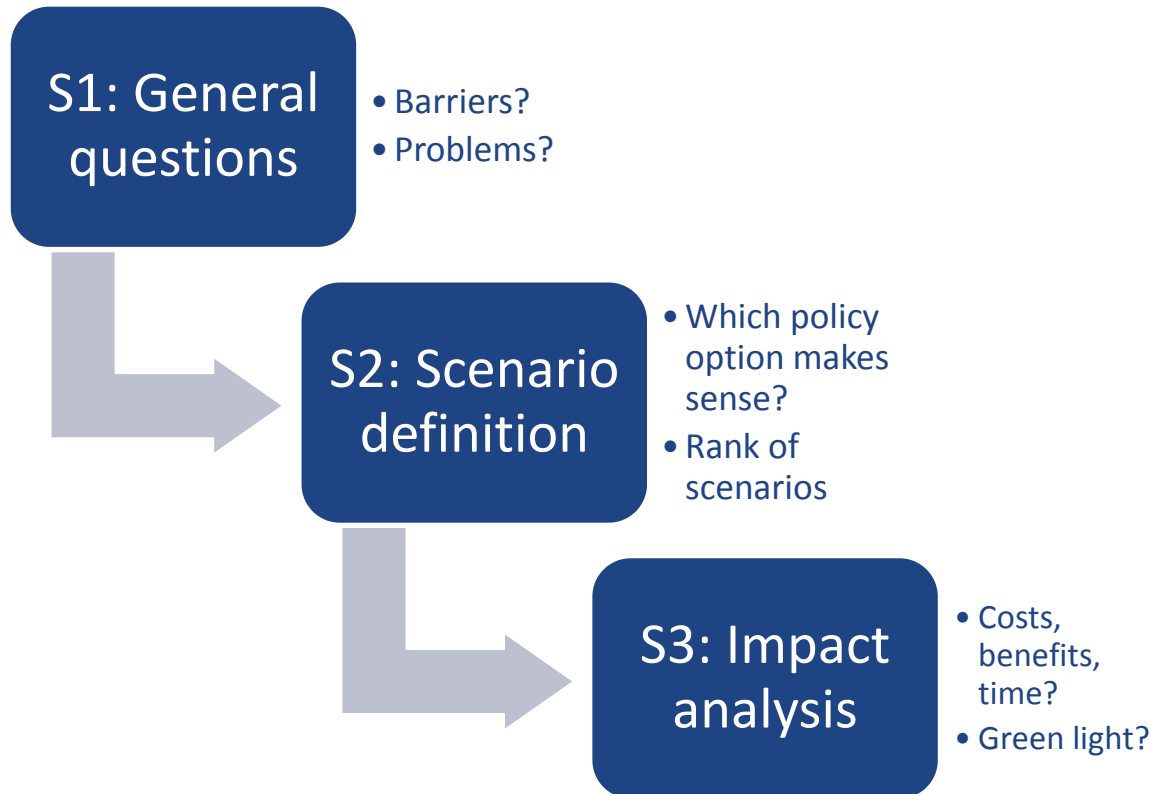 S1: General
questions
• Barriers?
• Problems?
S2: Scenario
definition
• Which policy
option makes
sense?
• Rank of
scenarios
S3: Impact
analysis
• Costs,
benefits,
time?
• Green light?